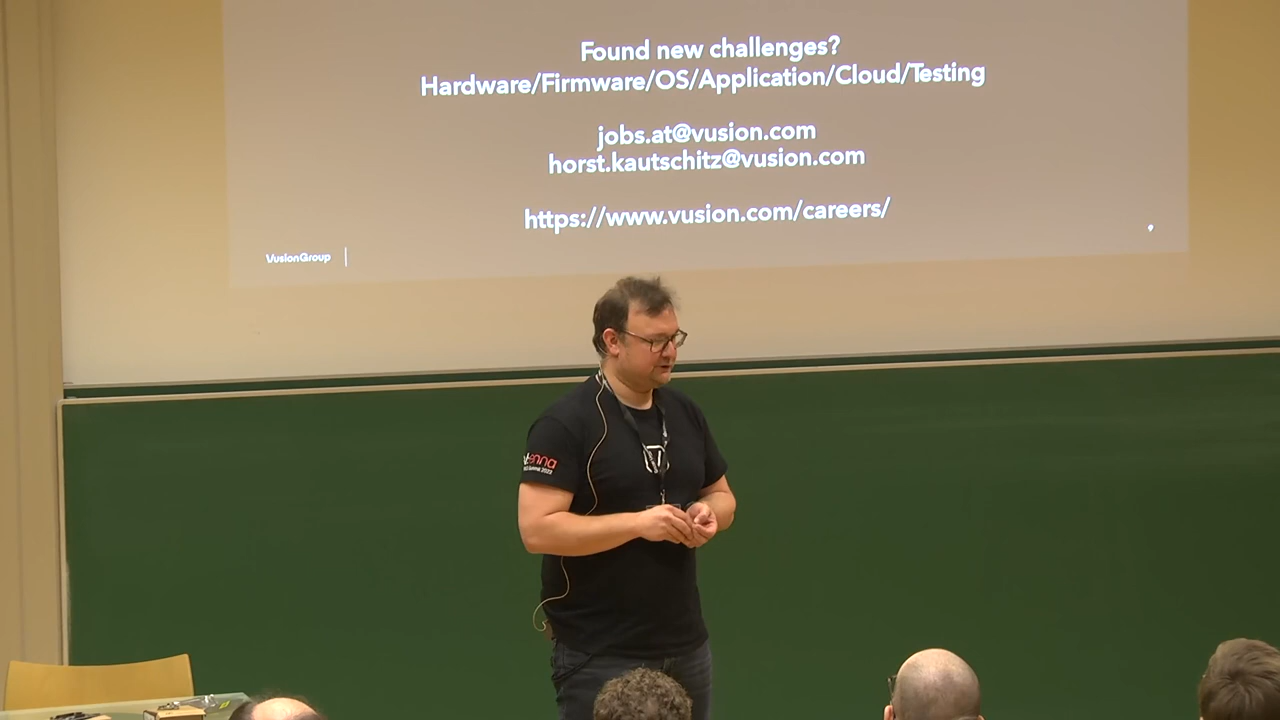 Found new challenges?
Hardware/Firmware/OS/Application/Cloud/Testing
jobs.at@vusion.com
horst.kautschitz@vusion.com
https://www.vusion.com/careers/
VusionGroup